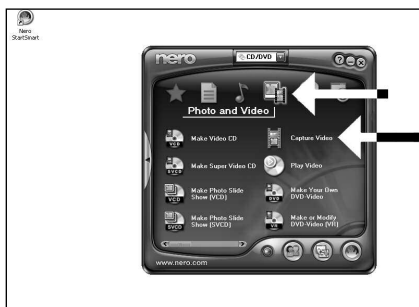 Nero
StartSmart
nero
CD/DVD
Photo and Video
Make Video CD
Capture Video
Make Super Video CD
Play Video
Make Photo Slide
Show (VCD)
Make Your Own
DVD-Video
Make Photo Slide
Show (SVCD)
Make or Modify
DVD-Video (VR)
www.nero.com